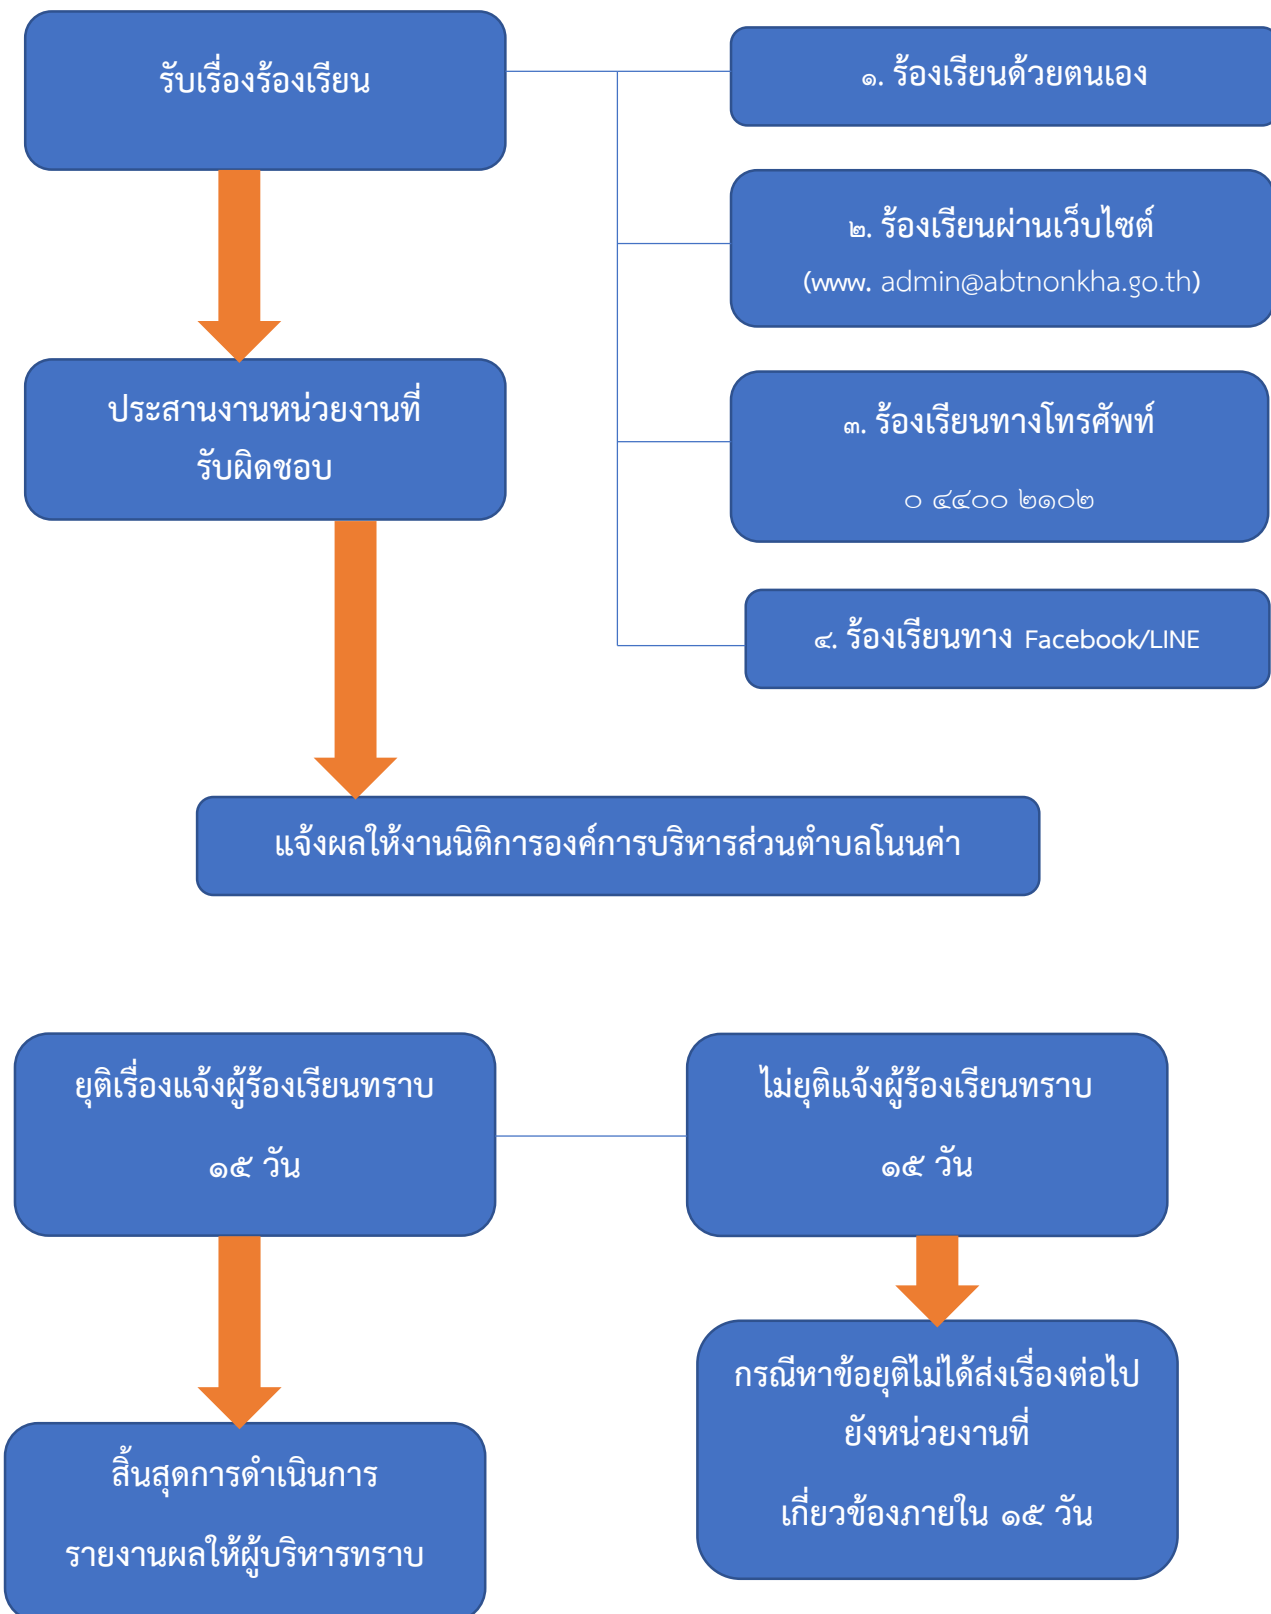 รับเรื่องร้องเรียน
๑. ร้องเรียนด้วยตนเอง
๒. ร้องเรียนผ่านเว็บไซต์
(www. admin@abtnonkha.go.th)
๓. ร้องเรียนทางโทรศัพท์
๐ ๔๔๐๐ ๒๑๐๒
๔. ร้องเรียนทาง Facebook/LINE
ประสานงานหน่วยงานที่
รับผิดชอบ
แจ้งผลให้งานนิติการองค์การบริหารส่วนตำบลโนนค่า
ยุติเรื่องแจ้งผู้ร้องเรียนทราบ
๑๕ วัน
ไม่ยุติแจ้งผู้ร้องเรียนทราบ
๑๕ วัน
สิ้นสุดการดำเนินการ
รายงานผลให้ผู้บริหารทราบ
กรณีหาข้อยุติไม่ได้ส่งเรื่องต่อไป
ยังหน่วยงานที่
เกี่ยวข้องภายใน ๑๕ วัน